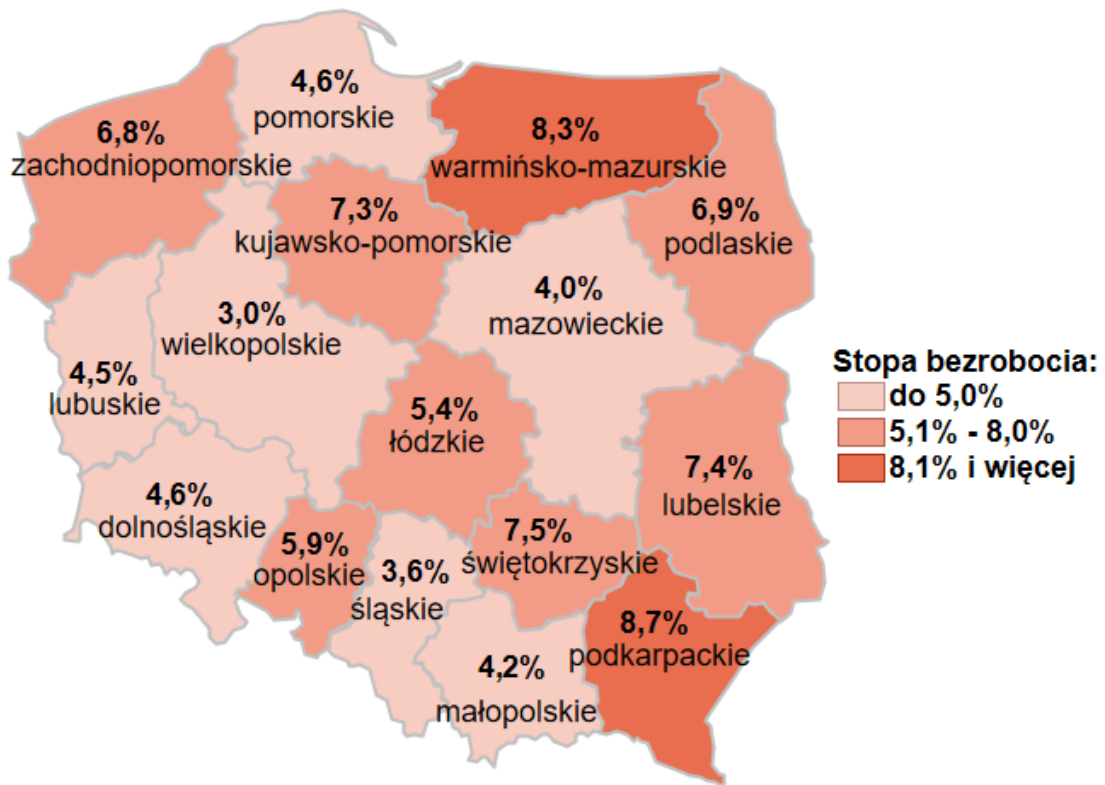 4,6%
pomorskie
6,8%
zachodniopomorskie
8,3%
warmińsko-mazurskie
7,3%
kujawsko-pomorskie
6,9%
podlaskie
4,0%
mazowieckie
3,0%
wielkopolskie
4,5%
lubuskie
5,4%
łódzkie
7,4%
lubelskie
4,6%
dolnośląskie
5,9%
opolskie
3,6%
śląskie
7,5%
świętokrzyskie
8,7%
podkarpackie
4,2%
małopolskie
Stopa bezrobocia:
do 5,0%
5,1% - 8,0%
8,1% i więcej